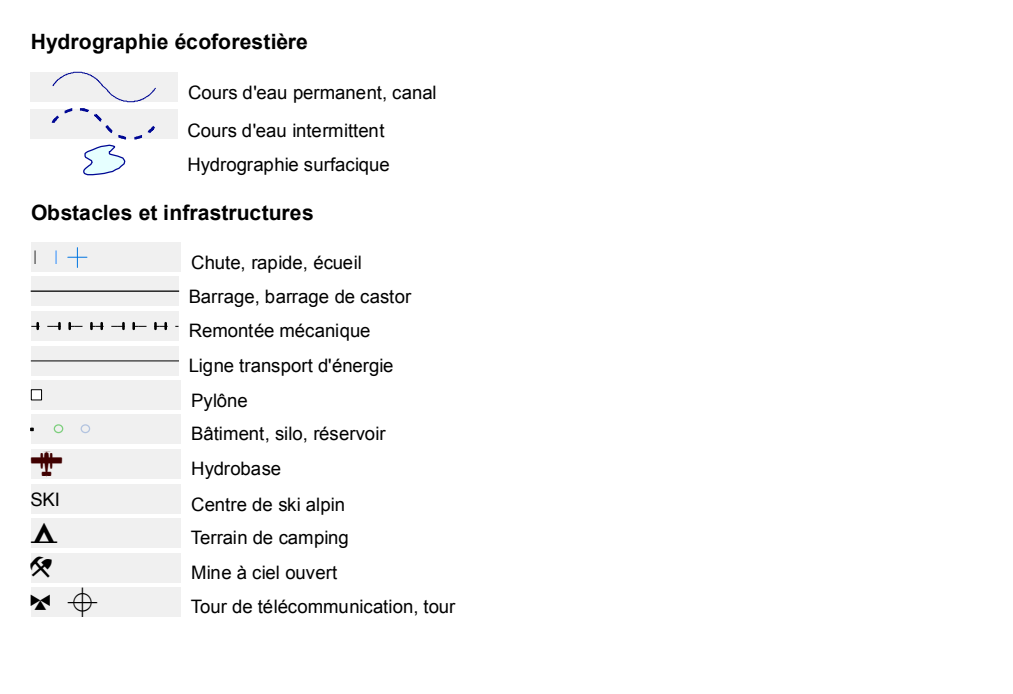 Hydrographie écoforestière
Cours d'eau permanent, canal
Cours d'eau intermittent
Hydrographie surfacique
Obstacles et infrastructures
Chute, rapide, écueil
Barrage, barrage de castor
Remontée mécanique
Ligne transport d'énergie
Pylône
Bâtiment, silo, réservoir
Hydrobase
SKI Centre de ski alpin
Terrain de camping
Mine à ciel ouvert
Tour de télécommunication, tour